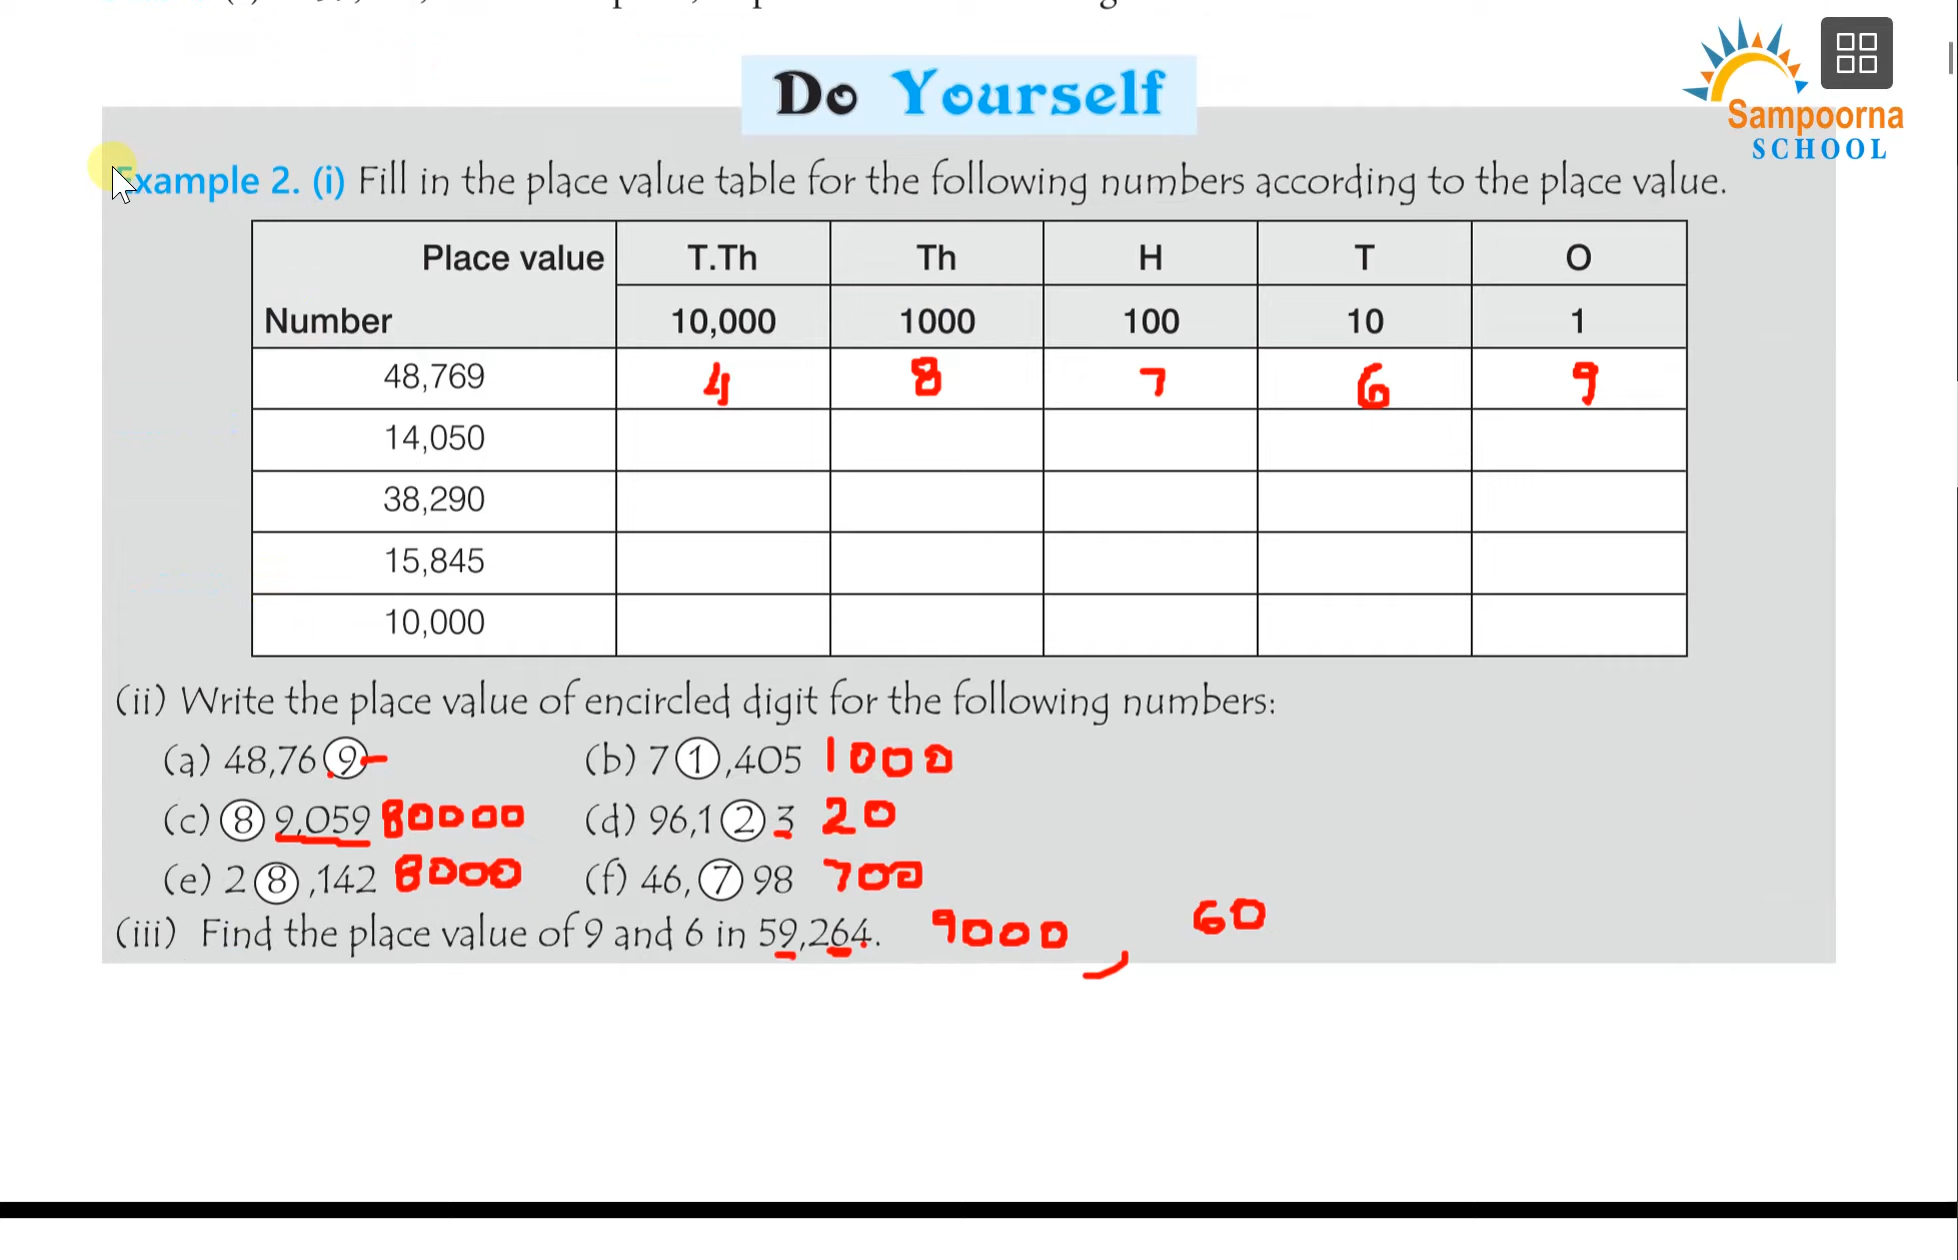 Do Yourself
Sampoorna
SCHOOL
Example 2. (i) Fill in the place value table for the following numbers according to the place value.
Place value T.Th Th H T O
Number 10,000 1000 100 10 1
48,769 4 8 7 6 9
14,050
38,290
15,845
10,000
(ii) Write the place value of encircled digit for the following numbers:
(a) 48,769 (b) 71,405 1000
(c) 89,059 80000 (d) 96,123 20
(e) 28,142 8000 (f) 46,798 700
(iii) Find the place value of 9 and 6 in 59,264. 9000, 60